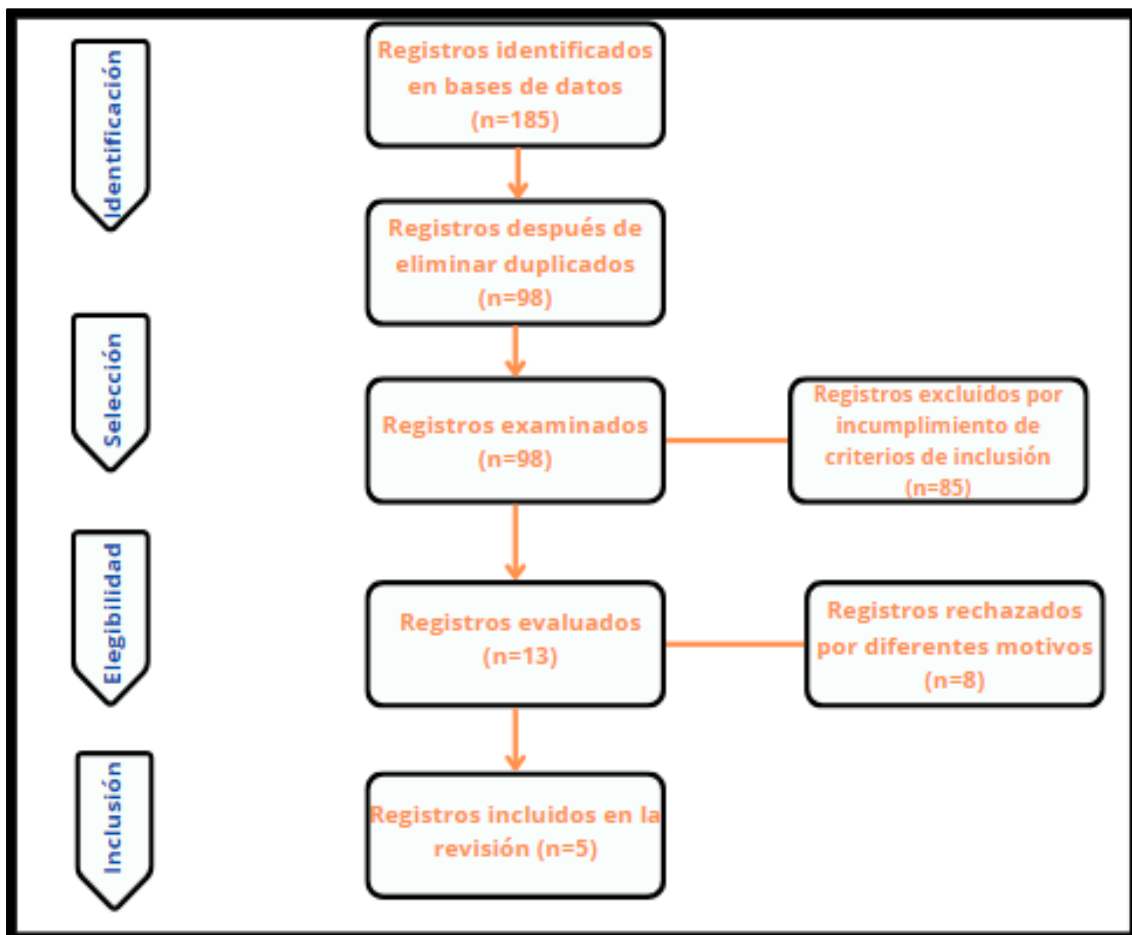 Identificación
Registros identificados
en bases de datos
(n=185)
Registros después de
eliminar duplicados
(n=98)
Selección
Registros examinados
(n=98)
Registros excluidos por
incumplimiento de
criterios de inclusión
(n=85)
Elegibilidad
Registros evaluados
(n=13)
Registros rechazados
por diferentes motivos
(n=8)
Inclusión
Registros incluidos en la
revisión (n=5)